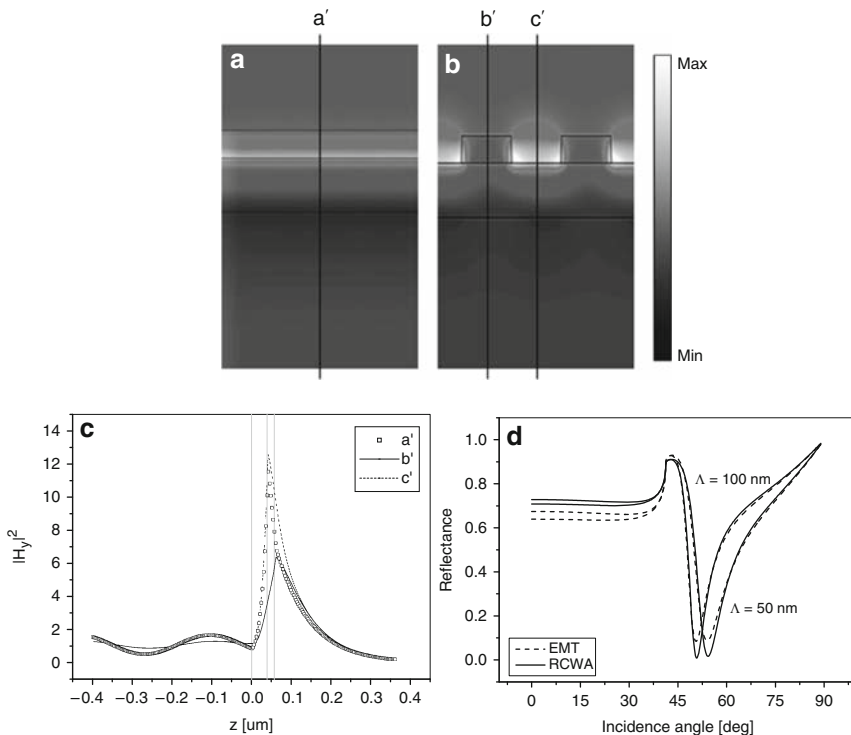 a′
b′ c′
a
b
Max
Min
c
a'
b'
c'
14
12
10
8
6
4
2
0
|Hy|²
−0.4 −0.3 −0.2 −0.1 0.0 0.1 0.2 0.3 0.4
z [um]
d
1.0
0.8
0.6
0.4
0.2
0.0
Reflectance
Λ = 100 nm
Λ = 50 nm
EMT
RCWA
0 15 30 45 60 75 90
Incidence angle [deg]